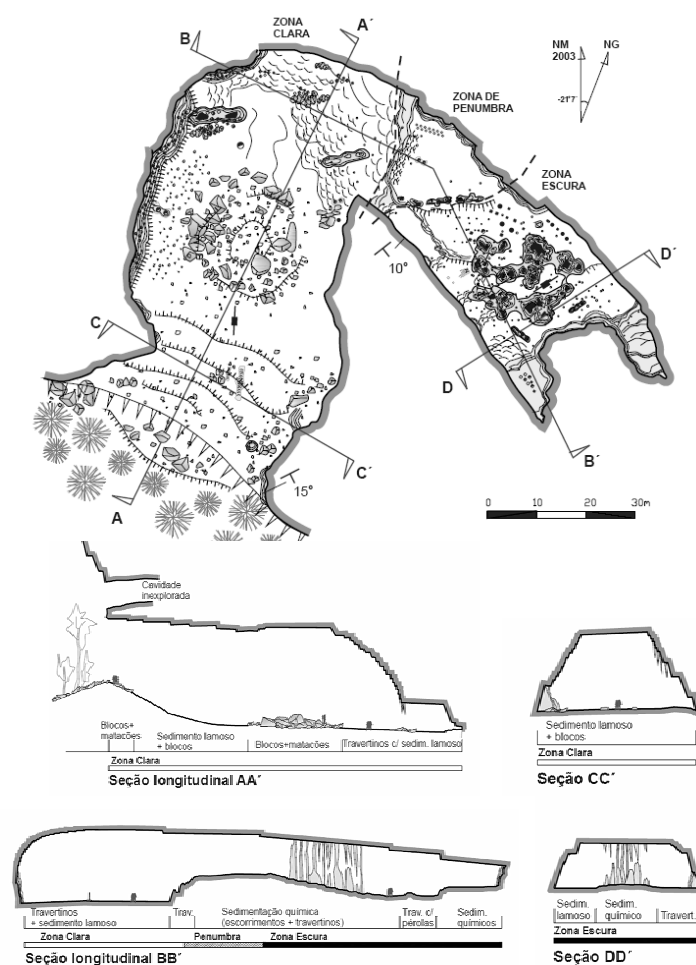 ZONA
CLARA
A´
B
NM
2003
NG
-21°7´
ZONA DE
PENUMBRA
ZONA
ESCURA
D´
10°
C
D
B´
C´
15°
A
0 10 20 30m
Cavidade
inexplorada
Blocos+
matacões
Sedimento lamoso
+ blocos
Blocos+matacões
Travertinos c/ sedim. lamoso
Zona Clara
Seção longitudinal AA´
Sedimento lamoso
+ blocos
Zona Clara
Seção CC´
Travertinos
+ sedimento lamoso
Trav.
Sedimentação química
(escorrimentos + travertinos)
Trav. c/
pérolas
Sedim.
químicos
Zona Clara
Penumbra
Zona Escura
Seção longitudinal BB´
Sedim.
lamoso
Sedim.
químico
Travert.
Zona Escura
Seção DD´